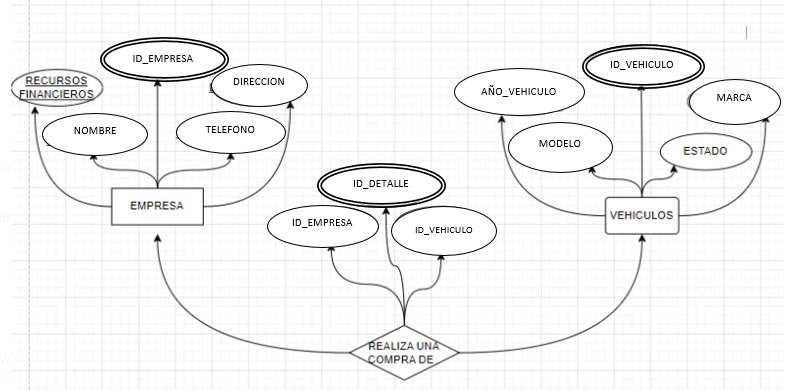 ID_EMPRESA
RECURSOS
FINANCIEROS
DIRECCION
NOMBRE
TELEFONO
EMPRESA
ID_VEHICULO
AÑO_VEHICULO
MARCA
MODELO
ESTADO
VEHICULOS
ID_DETALLE
ID_EMPRESA
ID_VEHICULO
REALIZA UNA
COMPRA DE